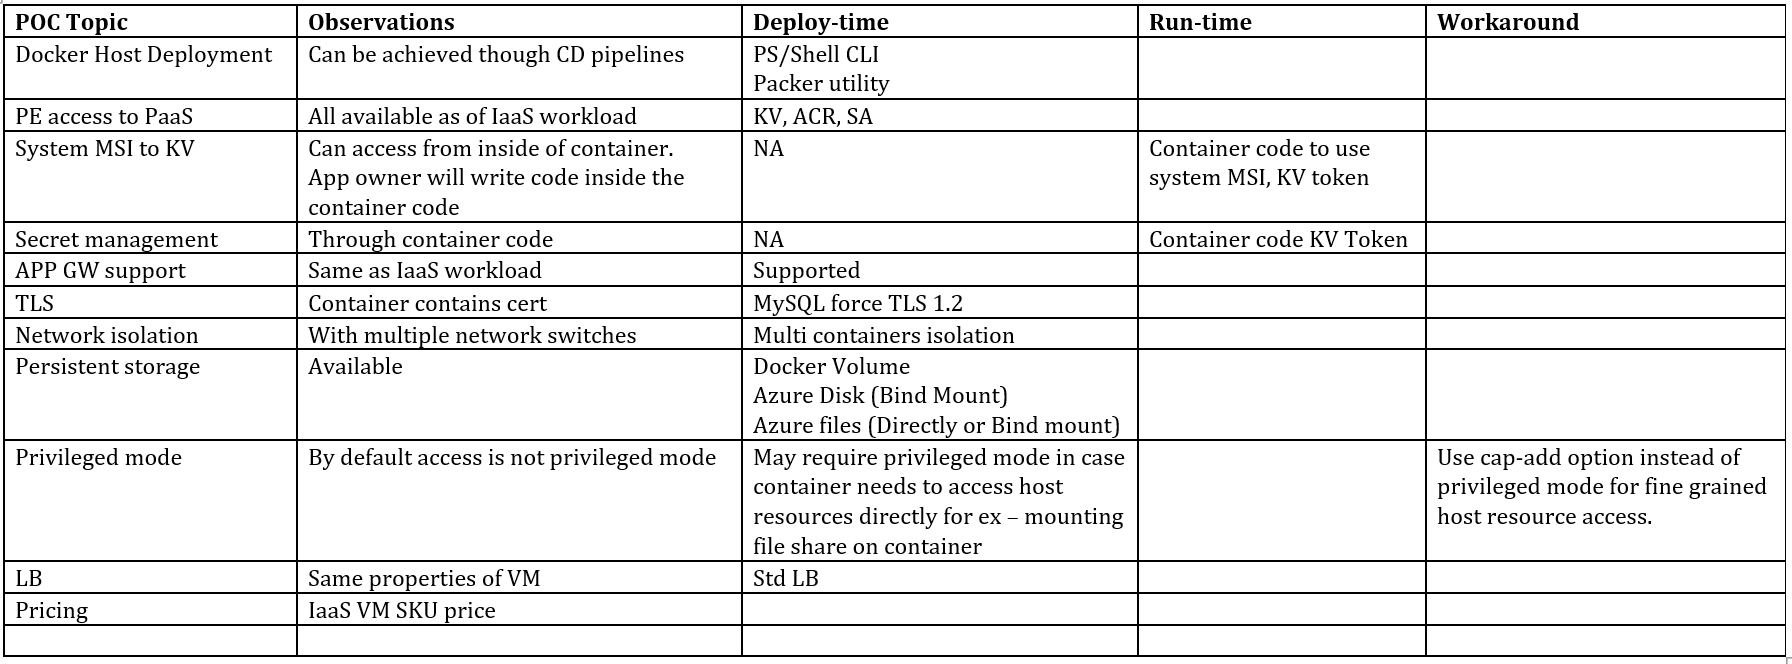 POC Topic Observations Deploy-time Run-time Workaround
Docker Host Deployment Can be achieved though CD pipelines PS/Shell CLI
Packer utility
PE access to PaaS All available as of IaaS workload KV, ACR, SA
System MSI to KV Can access from inside of container. NA Container code to use
App owner will write code inside the system MSI, KV token
container code
Secret management Through container code NA Container code KV Token
APP GW support Same as IaaS workload Supported
TLS Container contains cert MySQL force TLS 1.2
Network isolation With multiple network switches Multi containers isolation
Persistent storage Available Docker Volume
Azure Disk (Bind Mount)
Azure files (Directly or Bind mount)
Privileged mode By default access is not privileged mode May require privileged mode in case Use cap-add option instead of
container needs to access host privileged mode for fine grained
resources directly for ex – mounting host resource access.
file share on container
LB Same properties of VM Std LB
Pricing IaaS VM SKU price